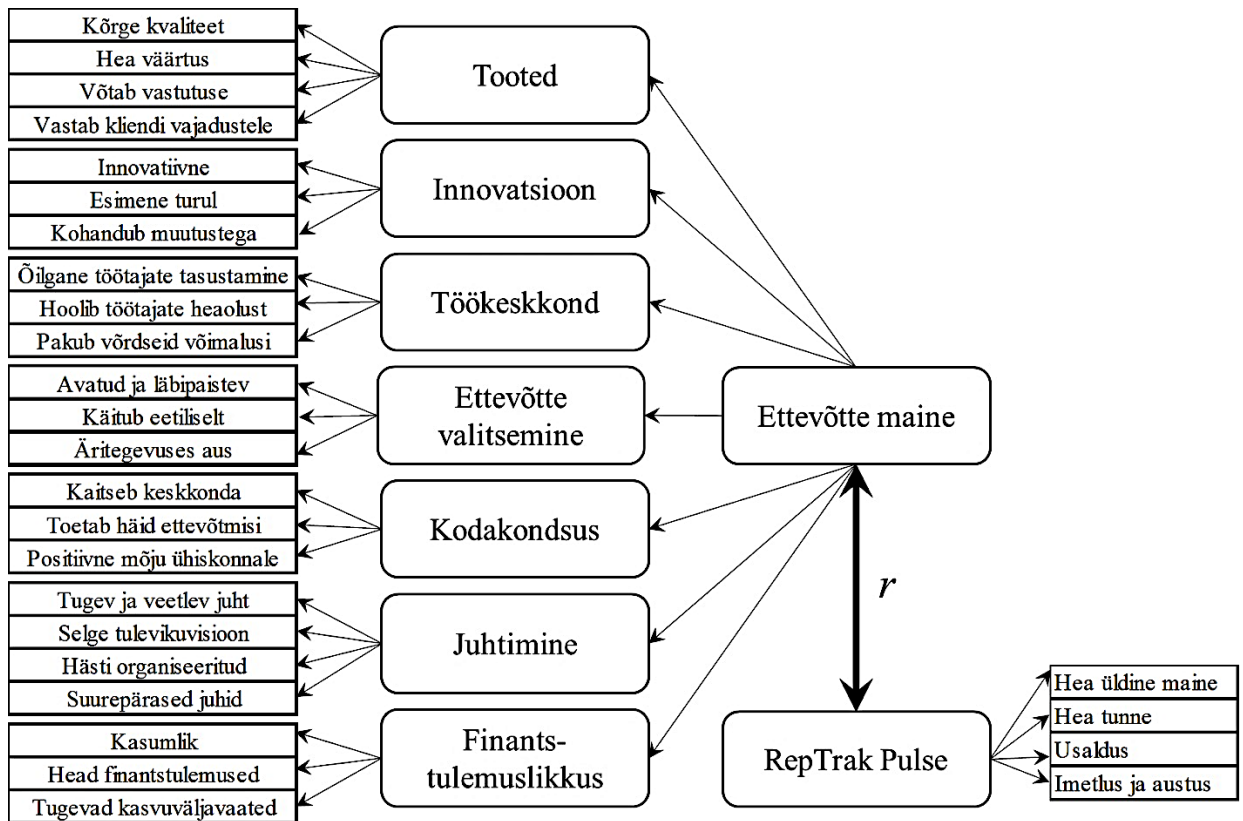 Kõrge kvaliteet
Hea väärtus
Võtab vastutuse
Vastab kliendi vajadustele
Tooted
Innovatiivne
Esimene turul
Kohandub muutustega
Innovatsioon
Õilgane töötajate tasustamine
Hoolib töötajate heaolust
Pakub võrdseid võimalusi
Töökeskkond
Avatud ja läbipaistev
Käitub eetiliselt
Äritegevuses aus
Ettevõtte
valitsemine
Ettevõtte maine
Kaitseb keskkonda
Toetab häid ettevõtmisi
Positiivne mõju ühiskonnale
Kodakondsus
r
Tugev ja veetlev juht
Selge tulevikuvisioon
Hästi organiseeritud
Suurepärased juhid
Juhtimine
Kasumlik
Head finantstulemused
Tugevad kasvuväljavaated
Finants-
tulemuslikkus
RepTrak Pulse
Hea üldine maine
Hea tunne
Usaldus
Imetlus ja austus